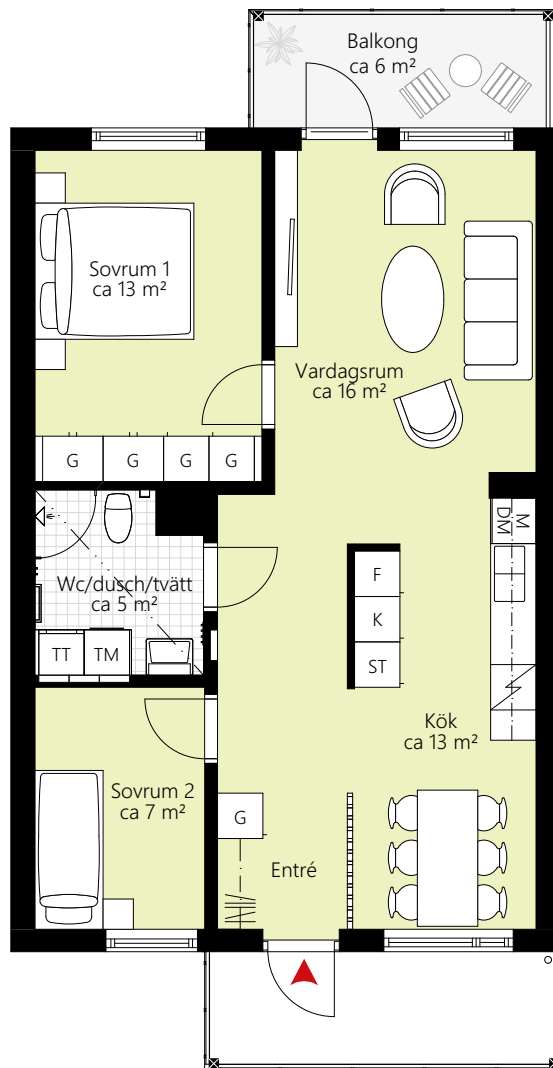 Balkong
ca 6 m²
Sovrum 1
ca 13 m²
Vardagsrum
ca 16 m²
G
G
G
G
M
DM
Wc/dusch/tvätt
ca 5 m²
F
K
ST
TT
TM
Kök
ca 13 m²
Sovrum 2
ca 7 m²
G
Entré